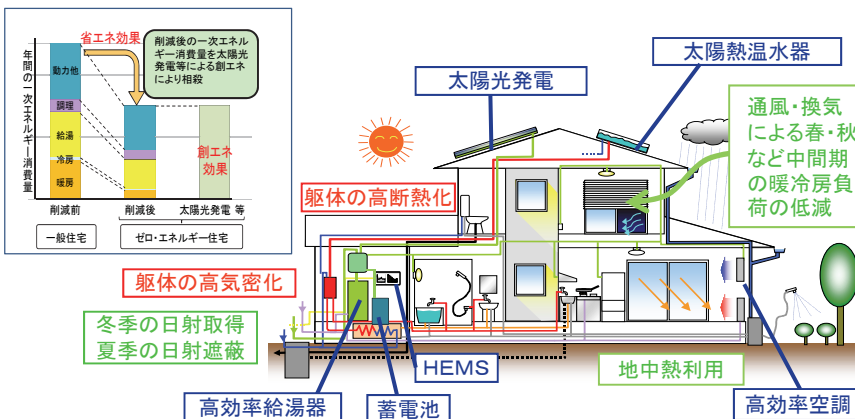 省エネ効果
削減後の一次エネル
ギー消費量を太陽光
発電等による創エネ
により相殺
年間の一次エネルギー消費量
動力他
調理
給湯
冷房
暖房
創エネ
効果
削減前
削減後
太陽光発電 等
一般住宅
ゼロ・エネルギー住宅
太陽光発電
太陽熱温水器
通風・換気
による春・秋
など中間期
の暖冷房負
荷の低減
躯体の高断熱化
躯体の高気密化
冬季の日射取得
夏季の日射遮蔽
HEMS
地中熱利用
高効率給湯器
蓄電池
高効率空調